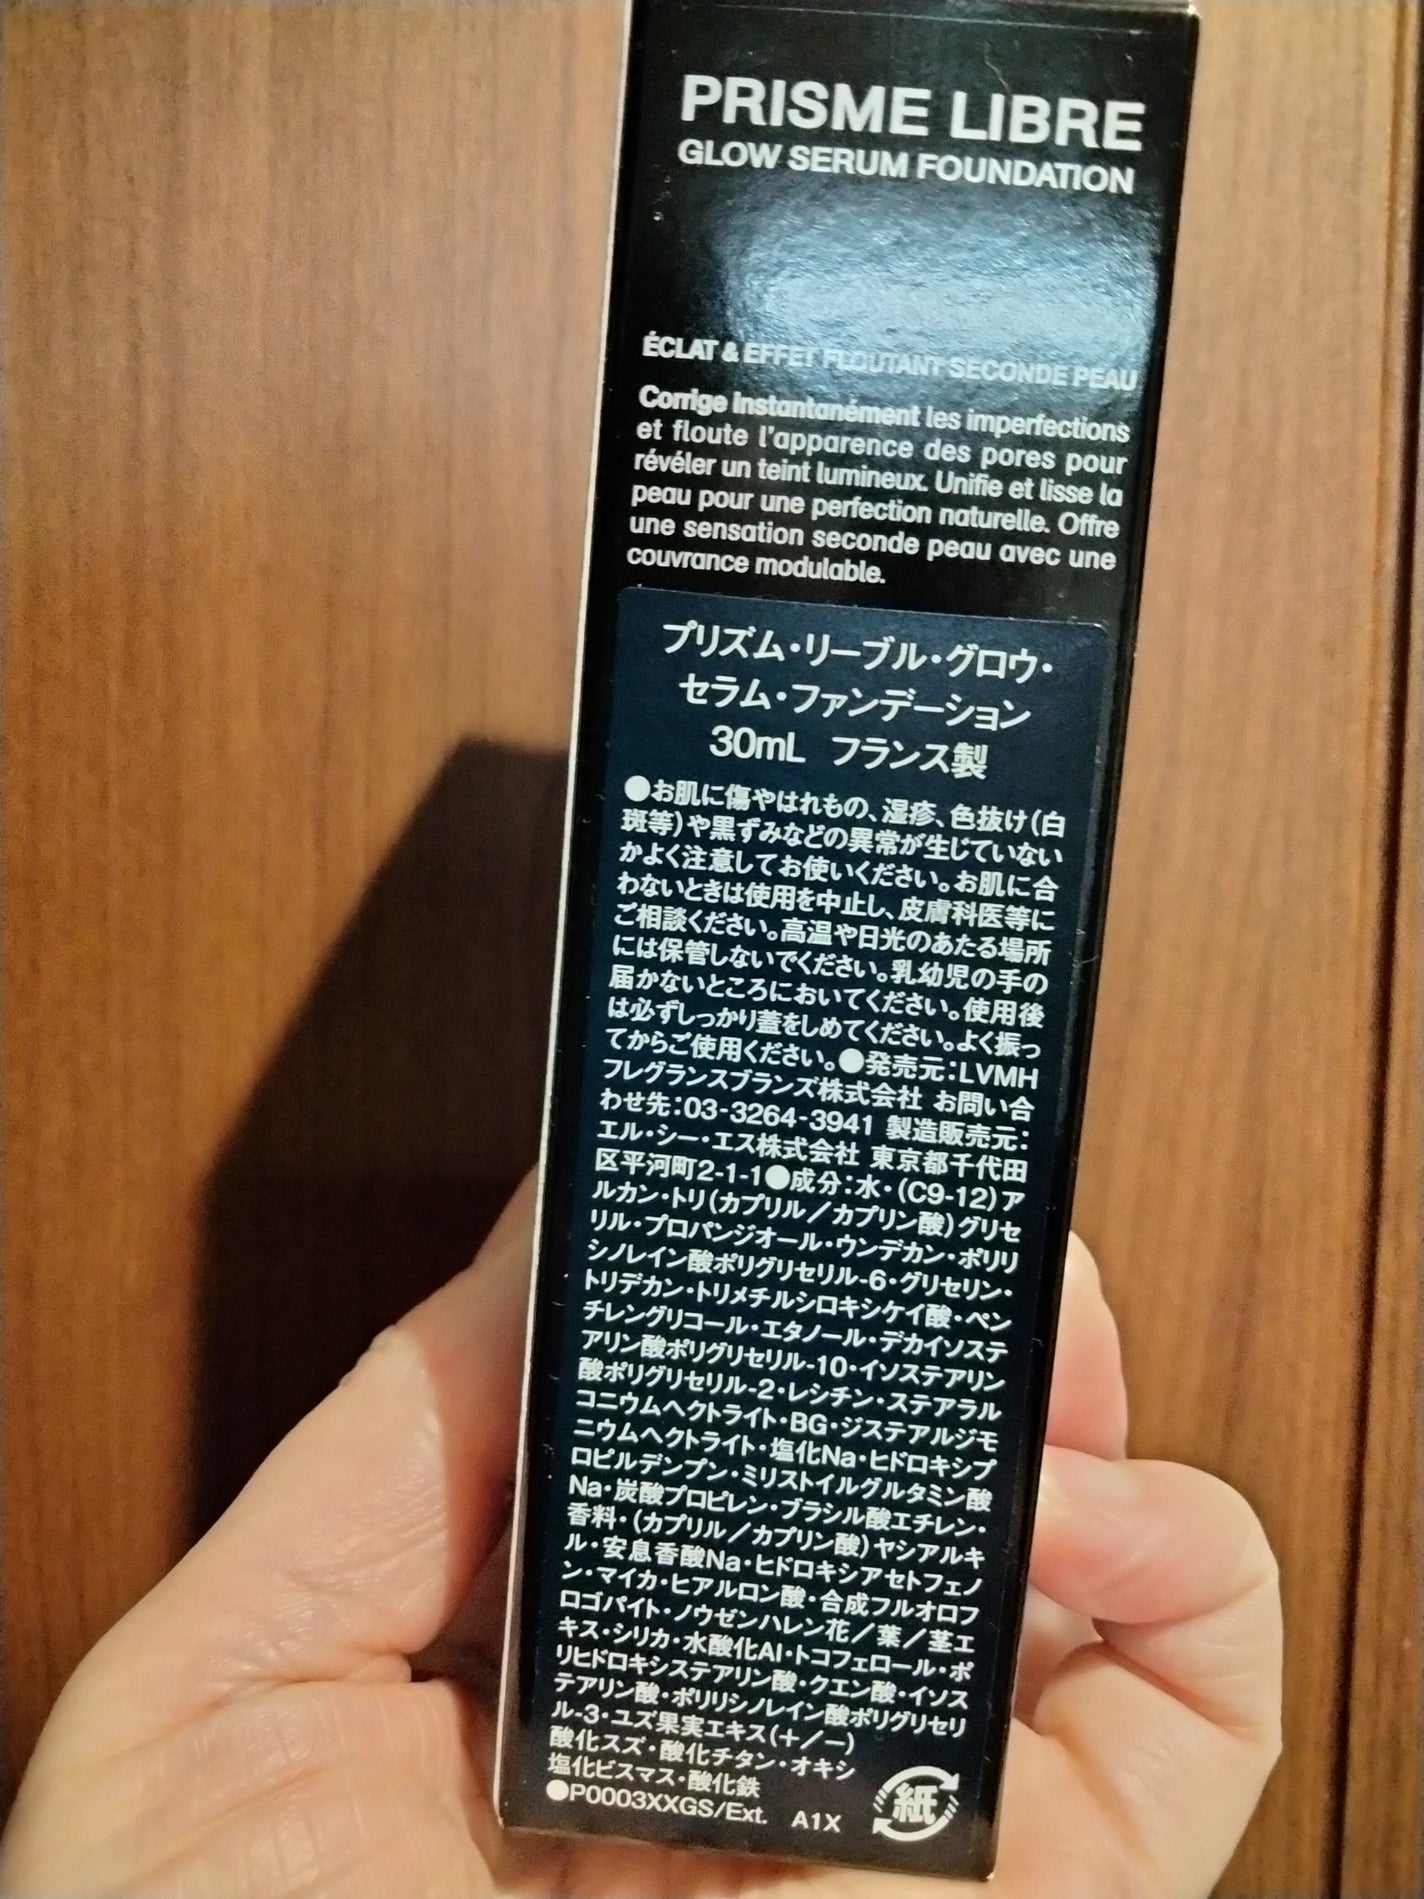 PRISME LIBRE
GLOW SERUM FOUNDATION
ÉCLAT & EFFET FLOUTANT SECONDE PEAU
Corrige instantanément les imperfections
et floute l'apparence des pores pour
révéler un teint lumineux. Unifie et lisse la
peau pour une perfection naturelle. Offre
une sensation seconde peau avec une
couvrance modulable.
プリズム・リーブル・グロウ・
セラム・ファンデーション
30mL フランス製
●お肌に傷やはれもの、湿疹、色抜け(白
斑等)や黒ずみなどの異常が生じていない
かよく注意してお使いください。お肌に合
わないときは使用を中止し、皮膚科医等に
ご相談ください。高温や日光のあたる場所
には保管しないでください。乳幼児の手の
届かないところにおいてください。使用後
は必ずしっかり蓋をしめてください。よく振っ
てからご使用ください。●発売元:LVMH
フレグランスブランズ株式会社 お問い合
わせ先:03-3264-3941 製造販売元:
エル・シー・エス株式会社 東京都千代田
区平河町2-1-1●成分:水・(C9-12)ア
ルカン・トリ(カプリル/カプリン酸)グリセ
リル・プロパンジオール・ウンデカン・ポリリ
シノレイン酸ポリグリセリル-6・グリセリン・
トリデカン・トリメチルシロキシケイ酸・ペン
チレングリコール・エタノール・デカイソステ
アリン酸ポリグリセリル-10・イソステアリン
酸ポリグリセリル-2・レシチン・ステアラル
コニウムヘクトライト・BG・ジステアルジモ
ニウムヘクトライト・塩化Na・ヒドロキシプ
ロピルデンプン・ミリストイルグルタミン酸
Na・炭酸プロピレン・ブラシル酸エチレン・
香料・(カプリル/カプリン酸)ヤシアルキ
ル・安息香酸Na・ヒドロキシアセトフェノ
ン・マイカ・ヒアルロン酸・合成フルオロフ
ロゴパイト・ノウゼンハレン花/葉/茎エ
キス・シリカ・水酸化Al・トコフェロール・ポ
リヒドロキシステアリン酸・クエン酸・イソス
テアリン酸・ポリリシノレイン酸ポリグリセリ
ル-3・ユズ果実エキス(+/-)
酸化スズ・酸化チタン・オキシ
塩化ビスマス・酸化鉄
●P0003XXGS/Ext. A1X
紙